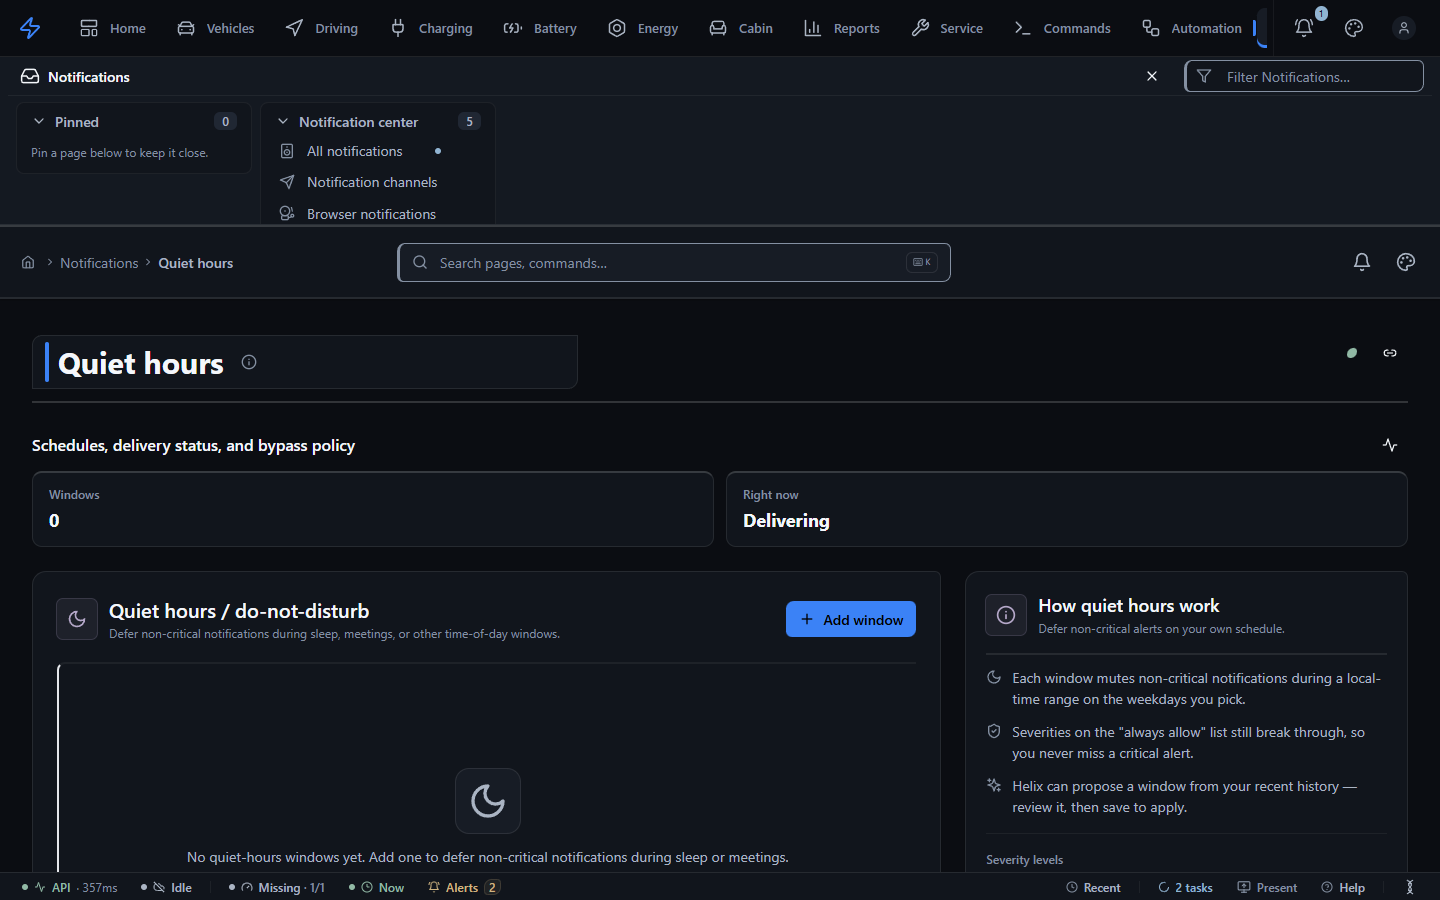 Home
Vehicles
Driving
Charging
Battery
Energy
Cabin
Reports
Service
Commands
Automation
1
Notifications
Filter Notifications...
Pinned
0
Pin a page below to keep it close.
Notification center
5
All notifications
Notification channels
Browser notifications
Notifications
Quiet hours
Search pages, commands...
K
Quiet hours
Schedules, delivery status, and bypass policy
Windows
0
Right now
Delivering
Quiet hours / do-not-disturb
Defer non-critical notifications during sleep, meetings, or other time-of-day windows.
Add window
No quiet-hours windows yet. Add one to defer non-critical notifications during sleep or meetings.
How quiet hours work
Defer non-critical alerts on your own schedule.
Each window mutes non-critical notifications during a local-
time range on the weekdays you pick.
Severities on the "always allow" list still break through, so
you never miss a critical alert.
Helix can propose a window from your recent history —
review it, then save to apply.
Severity levels
API · 357ms
Idle
Missing · 1/1
Now
Alerts 2
Recent
2 tasks
Present
Help